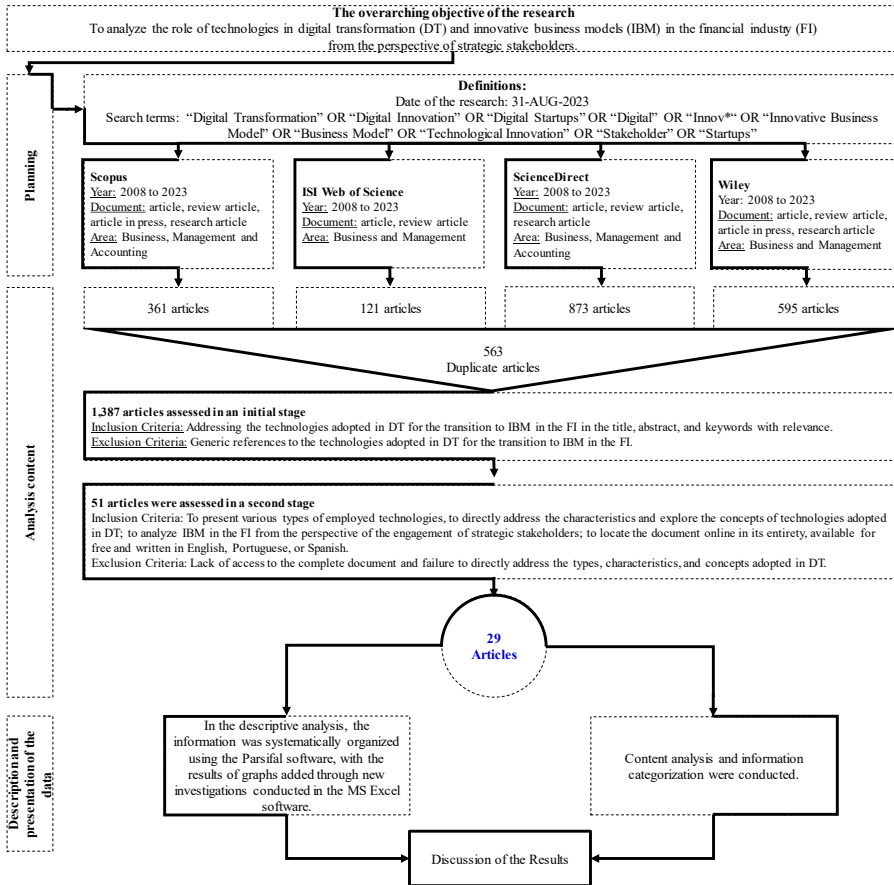 The overarching objective of the research
To analyze the role of technologies in digital transformation (DT) and innovative business models (IBM) in the financial industry (FI)
from the perspective of strategic stakeholders.
Planning
Definitions:
Date of the research: 31-AUG-2023
Search terms: “Digital Transformation” OR “Digital Innovation” OR “Digital Startups” OR “Digital” OR “Innov*“ OR “Innovative Business
Model” OR “Business Model” OR “Technological Innovation” OR “Stakeholder” OR “Startups”
Scopus
Year: 2008 to 2023
Document: article, review article,
article in press, research article
Area: Business, Management and
Accounting
ISI Web of Science
Year: 2008 to 2023
Document: article, review article
Area: Business and Management
ScienceDirect
Year: 2008 to 2023
Document: article, review article,
research article
Area: Business, Management and
Accounting
Wiley
Year: 2008 to 2023
Document: article, review article,
article in press, research article
Area: Business and Management
Analysis content
361 articles
121 articles
873 articles
595 articles
563
Duplicate articles
1,387 articles assessed in an initial stage
Inclusion Criteria: Addressing the technologies adopted in DT for the transition to IBM in the FI in the title, abstract, and keywords with relevance.
Exclusion Criteria: Generic references to the technologies adopted in DT for the transition to IBM in the FI.
51 articles were assessed in a second stage
Inclusion Criteria: To present various types of employed technologies, to directly address the characteristics and explore the concepts of technologies adopted
in DT; to analyze IBM in the FI from the perspective of the engagement of strategic stakeholders; to locate the document online in its entirety, available for
free and written in English, Portuguese, or Spanish.
Exclusion Criteria: Lack of access to the complete document and failure to directly address the types, characteristics, and concepts adopted in DT.
29
Articles
Description and
presentation of the
data
In the descriptive analysis, the
information was systematically organized
using the Parsifal software, with the
results of graphs added through new
investigations conducted in the MS Excel
software.
Content analysis and information
categorization were conducted.
Discussion of the Results